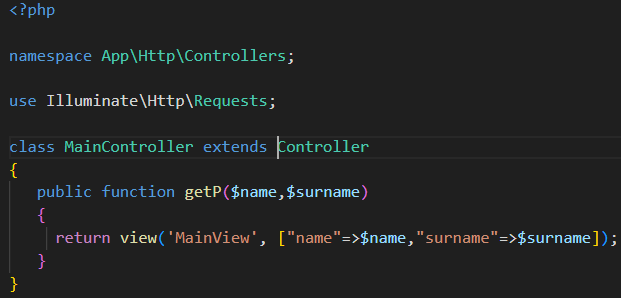 <?php
namespace App\Http\Controllers;
use Illuminate\Http\Requests;
class MainController extends Controller
{
public function getP($name,$surname)
{
return view('MainView', ["name"=>$name,"surname"=>$surname]);
}
}